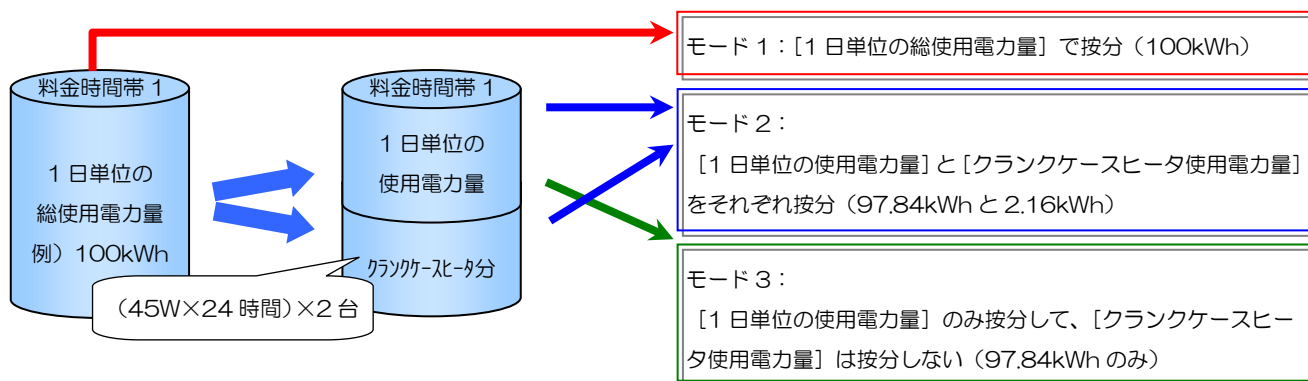 料金時間帯 1
1 日単位の
総使用電力量
例）100kWh
料金時間帯 1
1 日単位の
使用電力量
ｸﾗﾝｸｹｰｽﾋｰﾀ分
（45W×24 時間）×2 台
モード 1：［1 日単位の総使用電力量］で按分（100kWh）
モード 2：
［1 日単位の使用電力量］と［クランクケースヒータ使用電力量］
をそれぞれ按分（97.84kWh と 2.16kWh）
モード 3：
［1 日単位の使用電力量］のみ按分して、［クランクケースヒー
タ使用電力量］は按分しない（97.84kWh のみ）